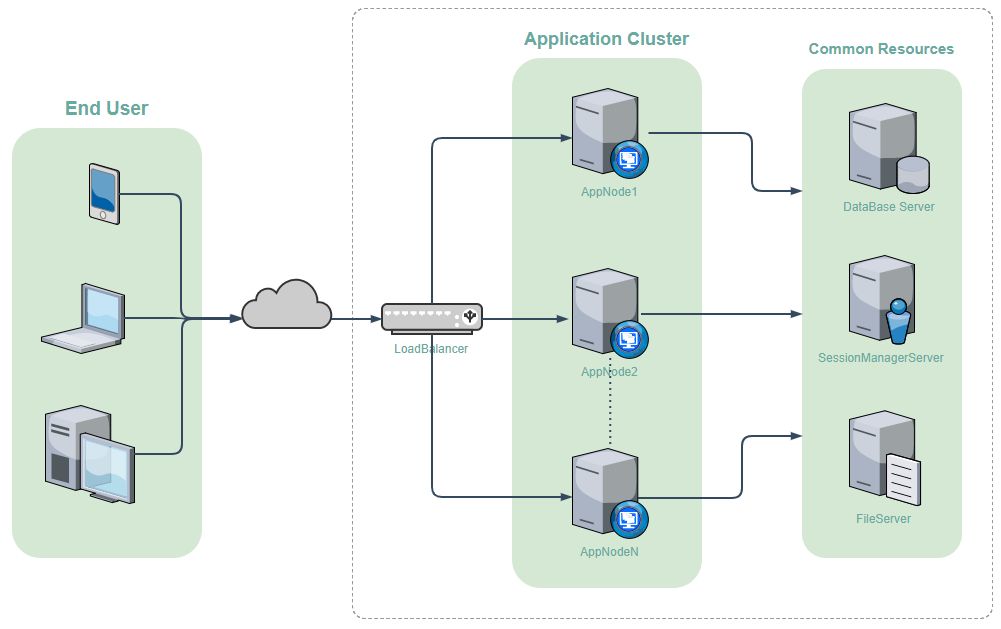 Application Cluster
Common Resources
End User
AppNode1
DataBase Server
LoadBalancer
AppNode2
SessionManagerServer
AppNodeN
FileServer